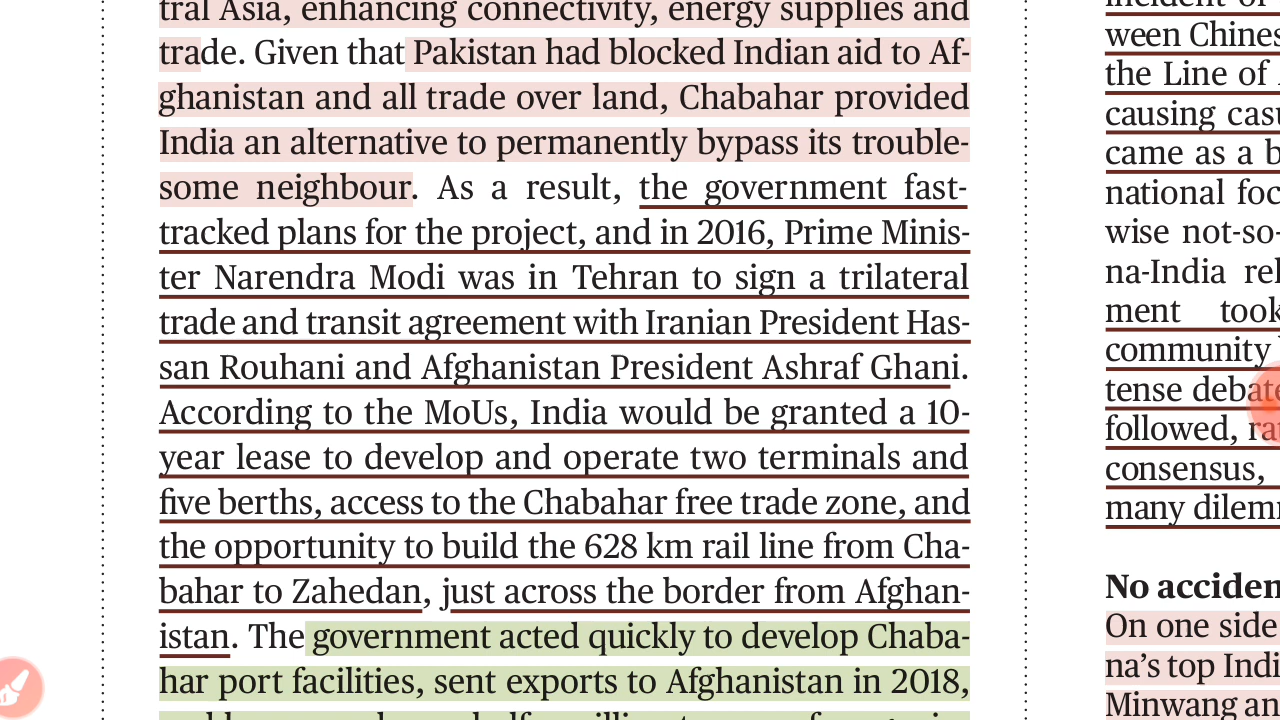 tral Asia, enhancing connectivity, energy supplies and
trade. Given that Pakistan had blocked Indian aid to Af-
ghanistan and all trade over land, Chabahar provided
India an alternative to permanently bypass its trouble-
some neighbour. As a result, the government fast-
tracked plans for the project, and in 2016, Prime Minis-
ter Narendra Modi was in Tehran to sign a trilateral
trade and transit agreement with Iranian President Has-
san Rouhani and Afghanistan President Ashraf Ghani.
According to the MoUs, India would be granted a 10-
year lease to develop and operate two terminals and
five berths, access to the Chabahar free trade zone, and
the opportunity to build the 628 km rail line from Cha-
bahar to Zahedan, just across the border from Afghan-
istan. The government acted quickly to develop Chaba-
har port facilities, sent exports to Afghanistan in 2018,
incident of
ween Chines
the Line of
causing casu
came as a b
national foc
wise not-so-
na-India rel
ment took
community
tense debate
followed, ra
consensus,
many dilem
No acciden
On one side
na's top Indi
Minwang an